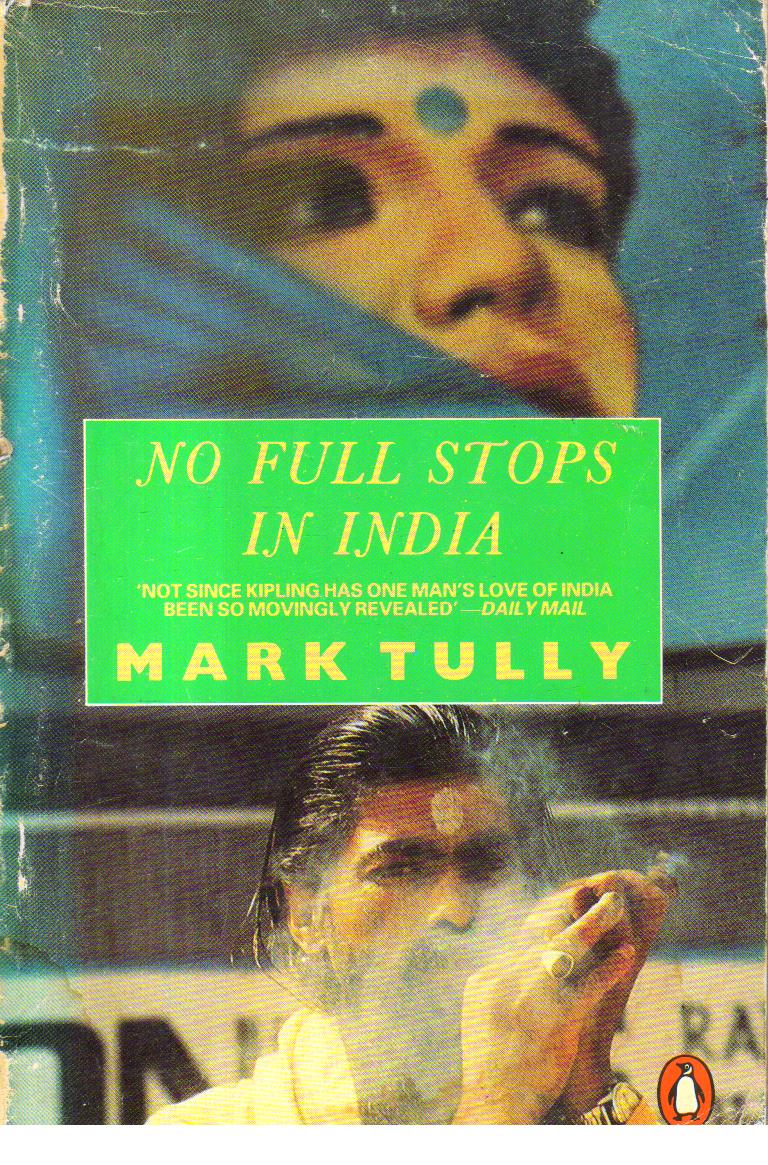 NO FULL STOPS
IN INDIA
'NOT SINCE KIPLING HAS ONE MAN'S LOVE OF INDIA
BEEN SO MOVINGLY REVEALED'—DAILY MAIL
MARK TULLY
RA